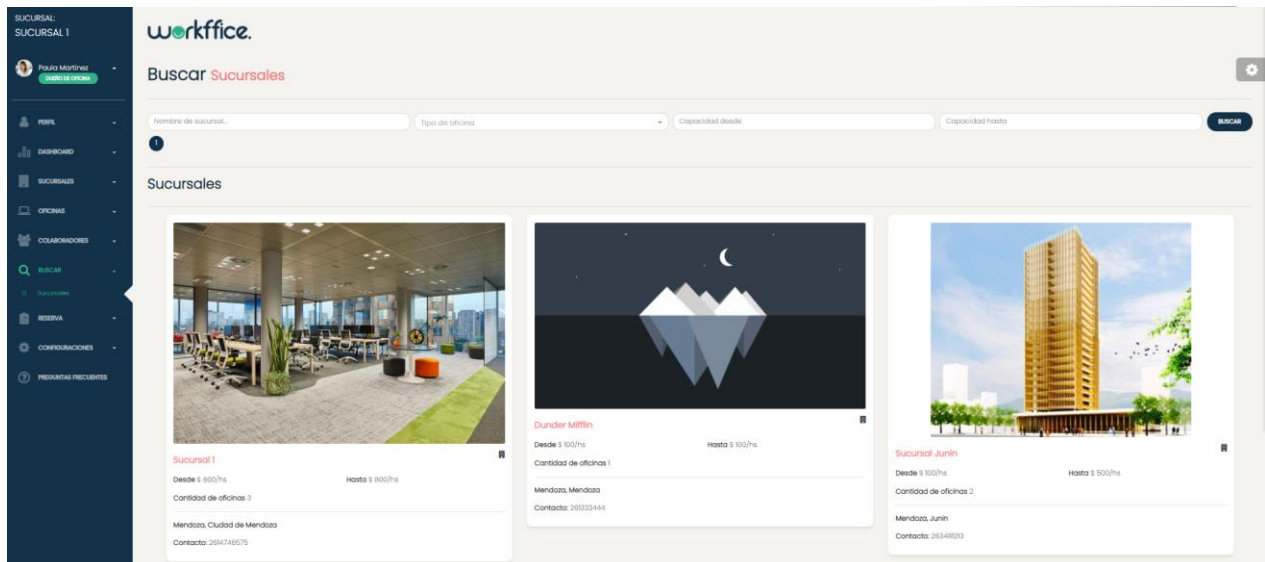 SUCURSAL:
SUCURSAL 1
Paula Martinez
DUEÑO DE OFICINA
PERFIL
DASHBOARD
SUCURSALES
OFICINAS
COLABORADORES
BUSCAR
Sucursales
RESERVA
CONFIGURACIONES
PREGUNTAS FRECUENTES
workffice.
Buscar Sucursales
Nombre de sucursal... Tipo de oficina Capacidad desde Capacidad hasta BUSCAR
1
Sucursales
Sucursal 1
Desde $ 600/hs Hasta $ 800/hs
Cantidad de oficinas 3
Mendoza, Ciudad de Mendoza
Contacto: 2614746575
Dunder Mifflin
Desde $ 100/hs Hasta $ 100/hs
Cantidad de oficinas 1
Mendoza, Mendoza
Contacto: 261333444
Sucursal Junin
Desde $ 100/hs Hasta $ 500/hs
Cantidad de oficinas 2
Mendoza, Junin
Contacto: